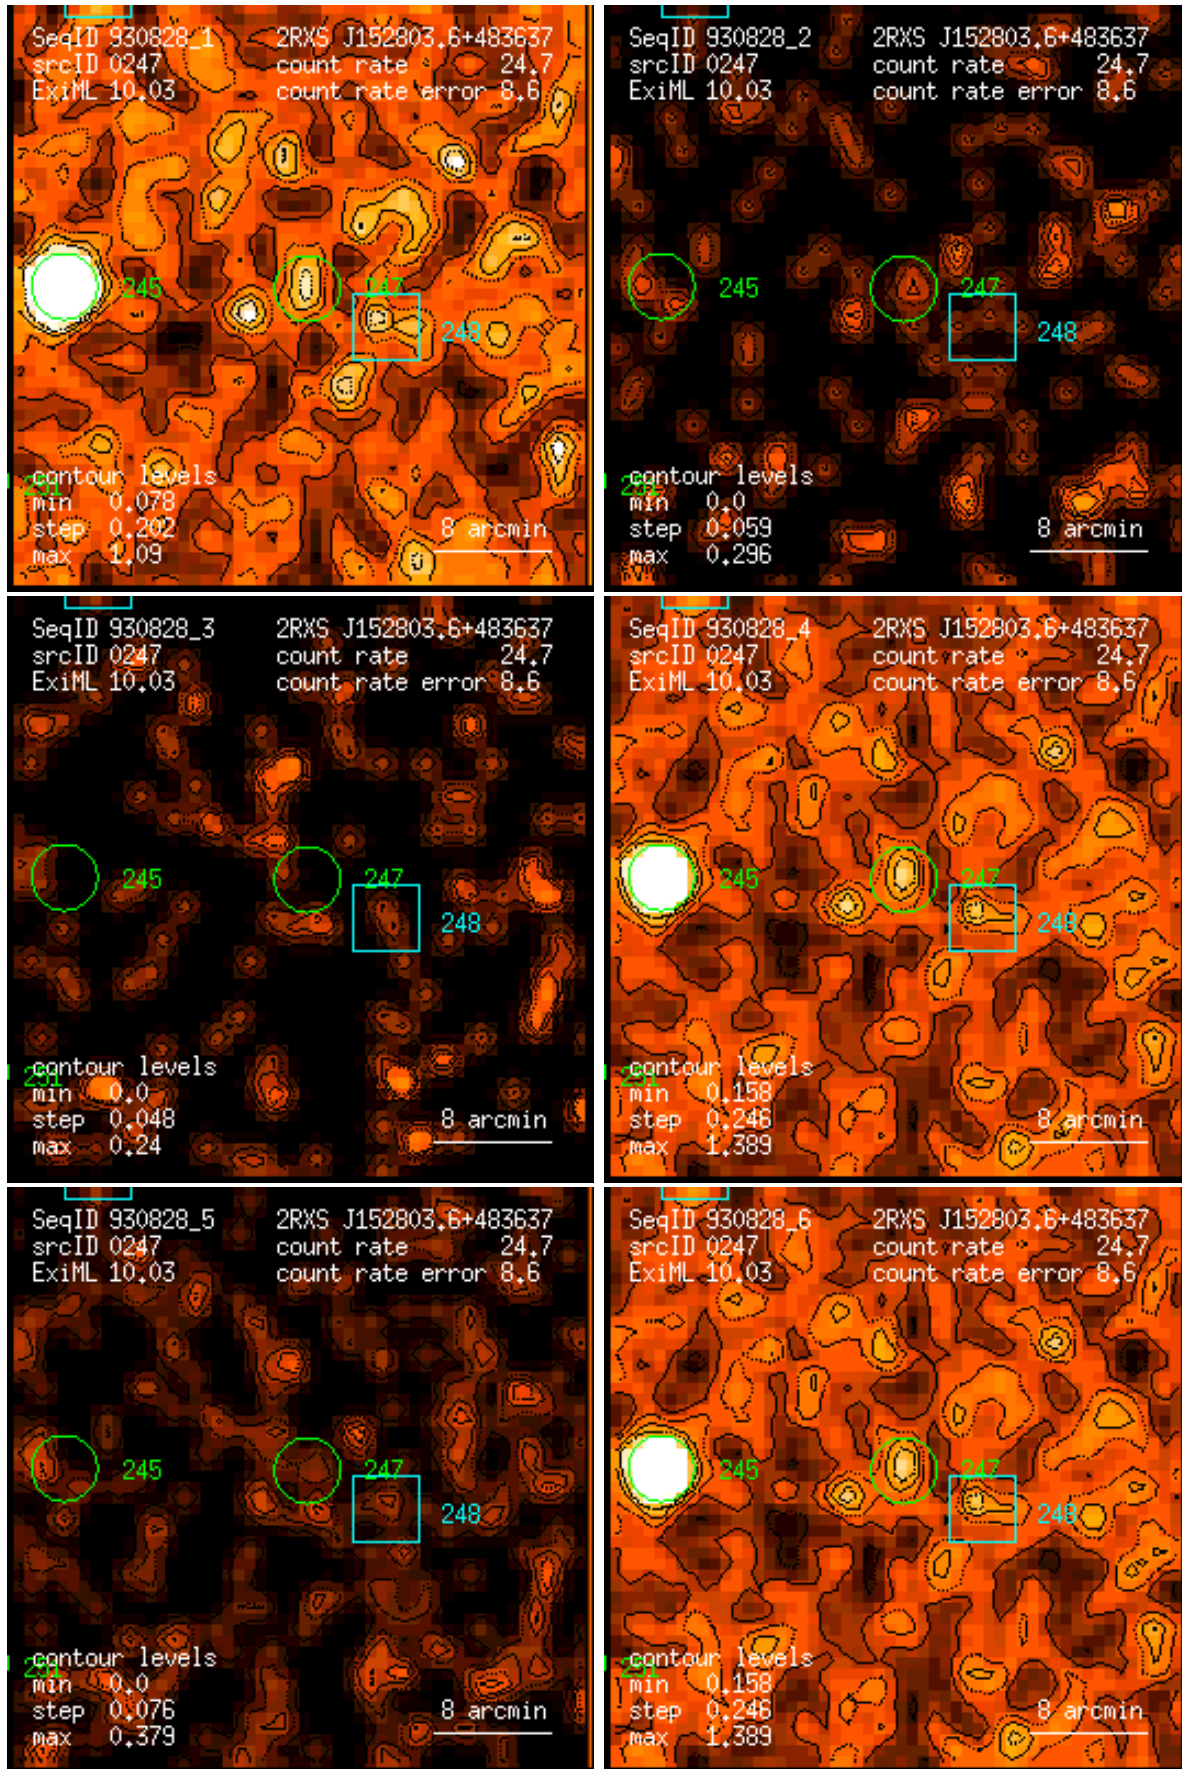 SeqID 930828_1 2RXS J152803.6+483637
srcID 0247 count rate 24.7
ExiML 10.03 count rate error 8.6
245
247
248
251
contour levels
min 0.078
step 0.202
max 1.09
8 arcmin
SeqID 930828_2 2RXS J152803.6+483637
srcID 0247 count rate 24.7
ExiML 10.03 count rate error 8.6
245
247
248
251
contour levels
min 0.0
step 0.059
max 0.296
8 arcmin
SeqID 930828_3 2RXS J152803.6+483637
srcID 0247 count rate 24.7
ExiML 10.03 count rate error 8.6
245
247
248
251
contour levels
min 0.0
step 0.048
max 0.24
8 arcmin
SeqID 930828_4 2RXS J152803.6+483637
srcID 0247 count rate 24.7
ExiML 10.03 count rate error 8.6
245
247
248
251
contour levels
min 0.158
step 0.246
max 1.389
8 arcmin
SeqID 930828_5 2RXS J152803.6+483637
srcID 0247 count rate 24.7
ExiML 10.03 count rate error 8.6
245
247
248
251
contour levels
min 0.0
step 0.076
max 0.379
8 arcmin
SeqID 930828_6 2RXS J152803.6+483637
srcID 0247 count rate 24.7
ExiML 10.03 count rate error 8.6
245
247
248
251
contour levels
min 0.158
step 0.246
max 1.389
8 arcmin